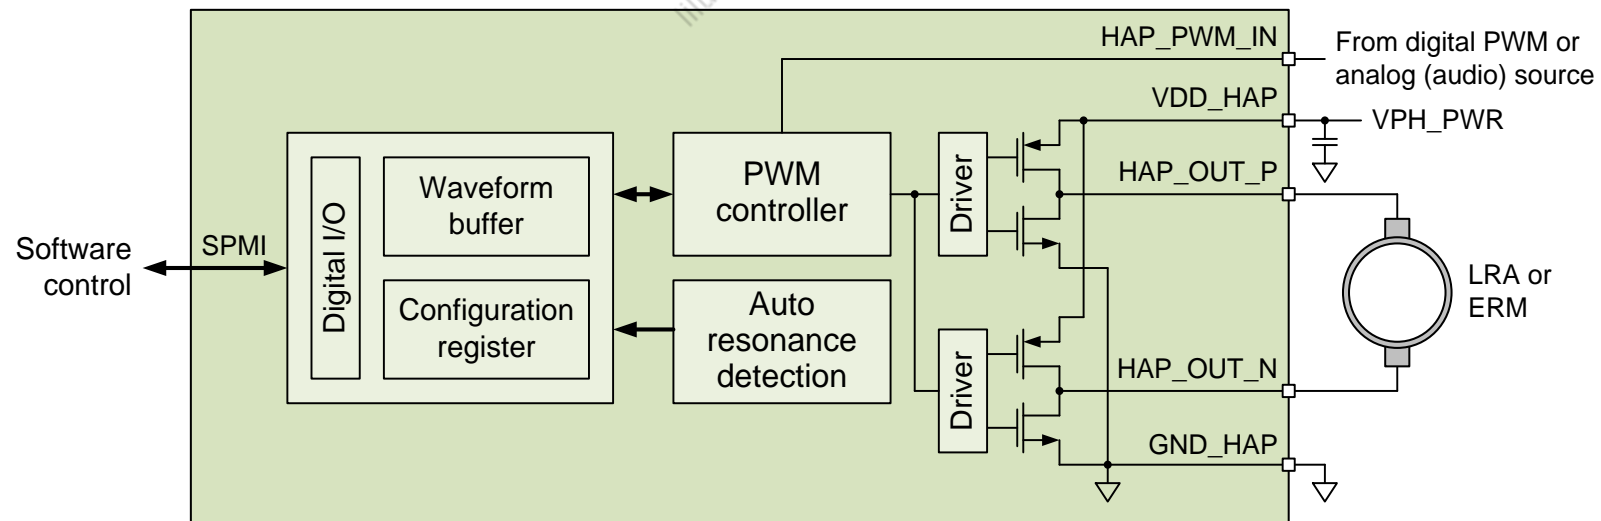 HAP_PWM_IN
From digital PWM or
analog (audio) source
VDD_HAP
VPH_PWR
HAP_OUT_P
Digital I/O
Waveform
buffer
PWM
controller
Driver
Software
control
SPMI
Configuration
register
Auto
resonance
detection
LRA or
ERM
Driver
HAP_OUT_N
GND_HAP